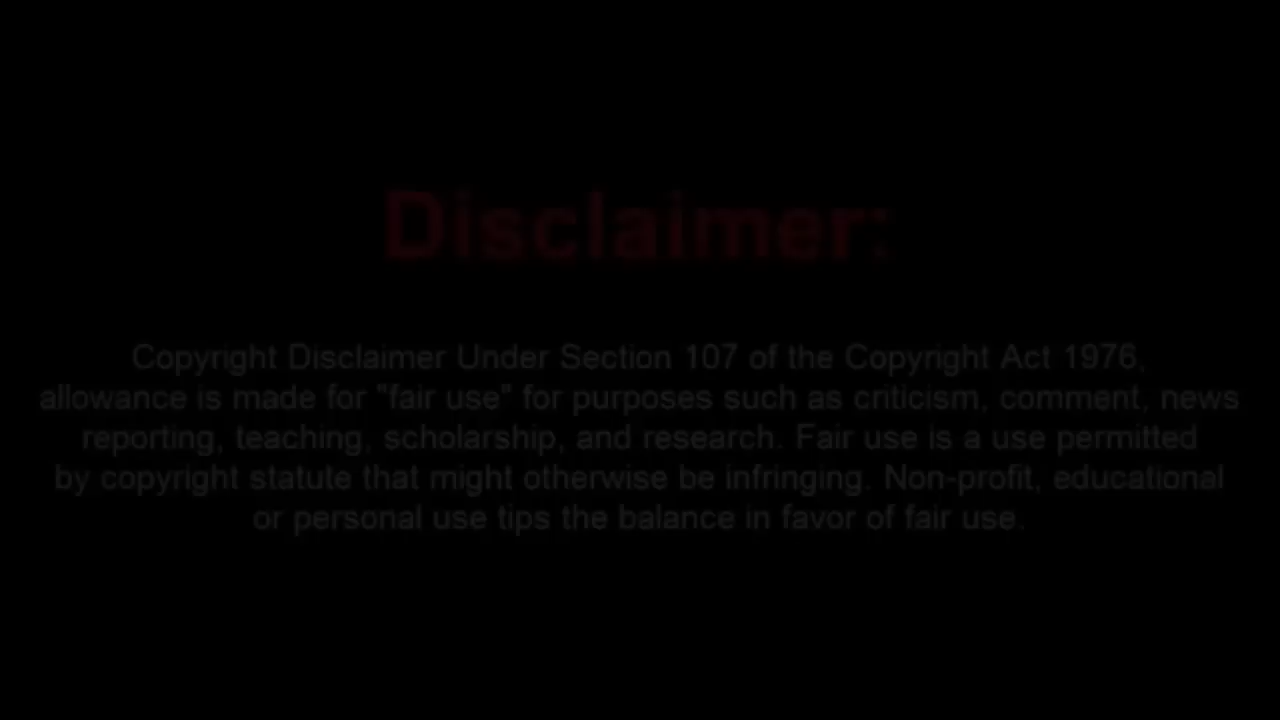 Disclaimer:
Copyright Disclaimer Under Section 107 of the Copyright Act 1976,
allowance is made for "fair use" for purposes such as criticism, comment, news
reporting, teaching, scholarship, and research. Fair use is a use permitted
by copyright statute that might otherwise be infringing. Non-profit, educational
or personal use tips the balance in favor of fair use.